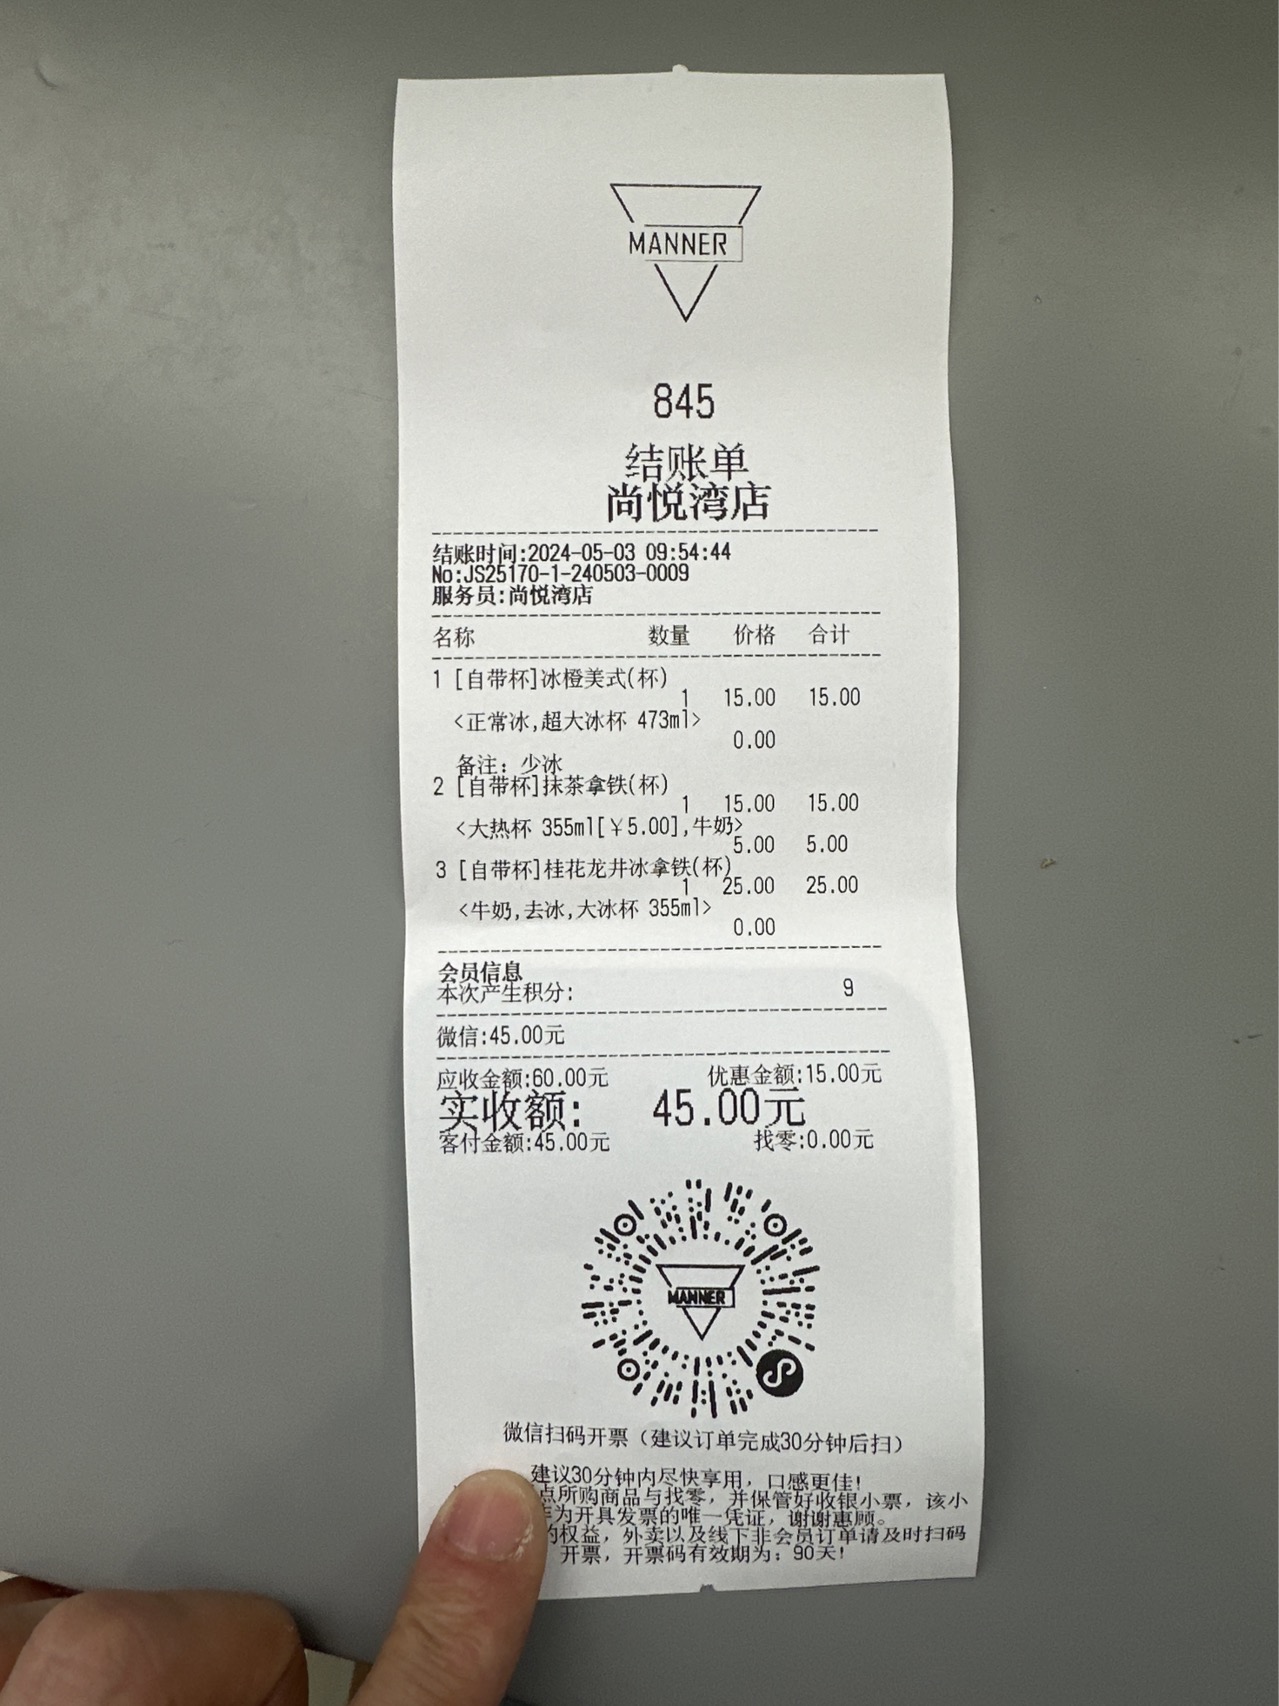 MANNER
845
结账单
尚悦湾店
结账时间:2024-05-03 09:54:44
No:JS25170-1-240503-0009
服务员:尚悦湾店
名称 数量 价格 合计
1 [自带杯]冰橙美式(杯)
1 15.00 15.00
<正常冰,超大冰杯 473ml>
0.00
备注: 少冰
2 [自带杯]抹茶拿铁(杯)
1 15.00 15.00
<大热杯 355ml[￥5.00],牛奶>
5.00 5.00
3 [自带杯]桂花龙井冰拿铁(杯)
1 25.00 25.00
<牛奶,去冰,大冰杯 355ml>
0.00
会员信息
本次产生积分: 9
微信:45.00元
应收金额:60.00元 优惠金额:15.00元
实收额: 45.00元
客付金额:45.00元 找零:0.00元
MANNER
微信扫码开票（建议订单完成30分钟后扫）
建议30分钟内尽快享用，口感更佳!
点所购商品与找零，并保管好收银小票，该小
作为开具发票的唯一凭证，谢谢惠顾。
的权益，外卖以及线下非会员订单请及时扫码
开票，开票码有效期为：90天!